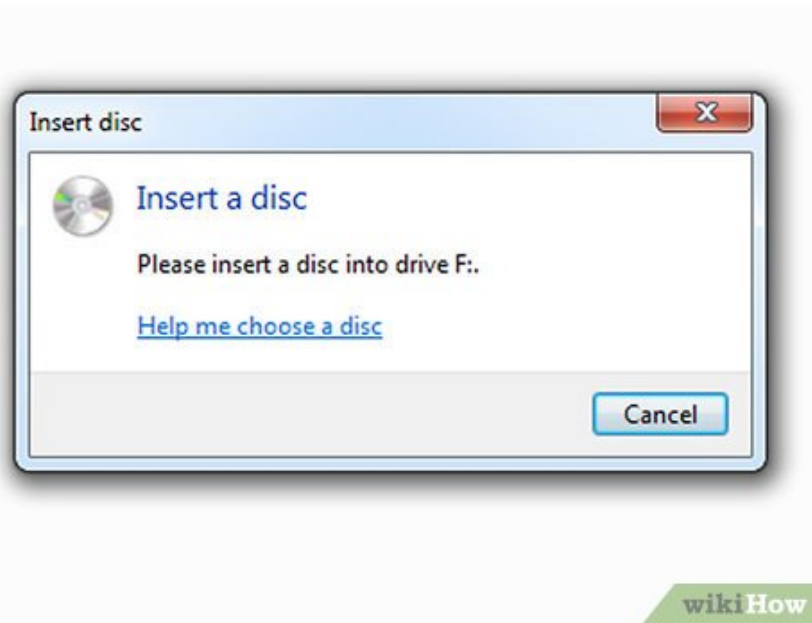 Insert disc
Insert a disc
Please insert a disc into drive F:.
Help me choose a disc
Cancel
wikiHow